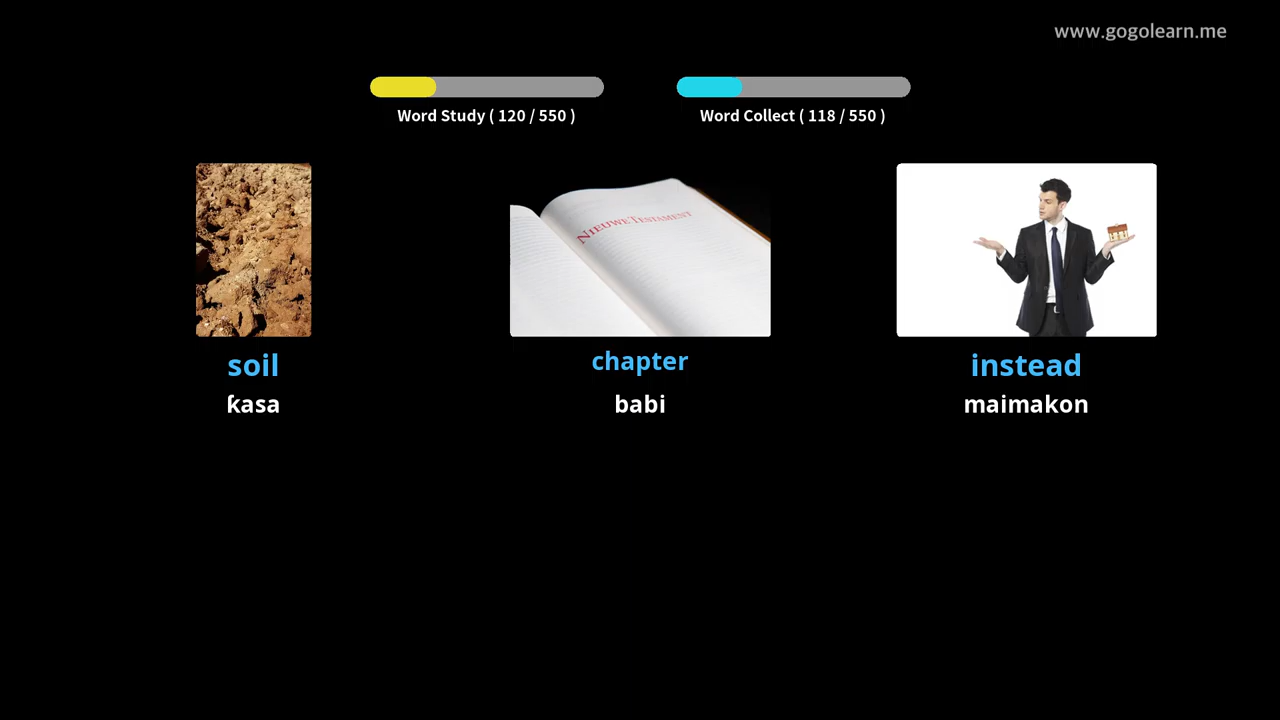 www.gogolearn.me
Word Study ( 120 / 550 )
Word Collect ( 118 / 550 )
NIEUWE TESTAMENT
soil
chapter
instead
ƙasa
babi
maimakon